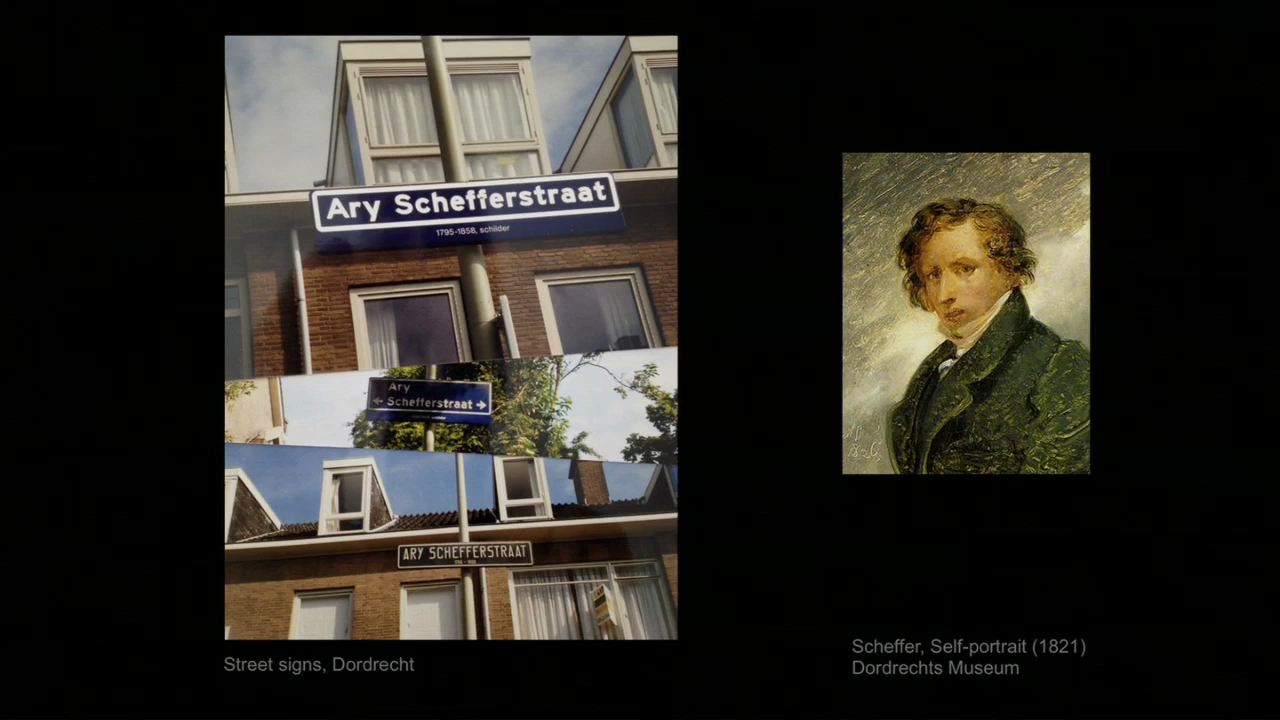 Ary Schefferstraat
1795-1858, schilder
Ary
Schefferstraat
ARY SCHEFFERSTRAAT
Street signs, Dordrecht
Scheffer, Self-portrait (1821)
Dordrechts Museum